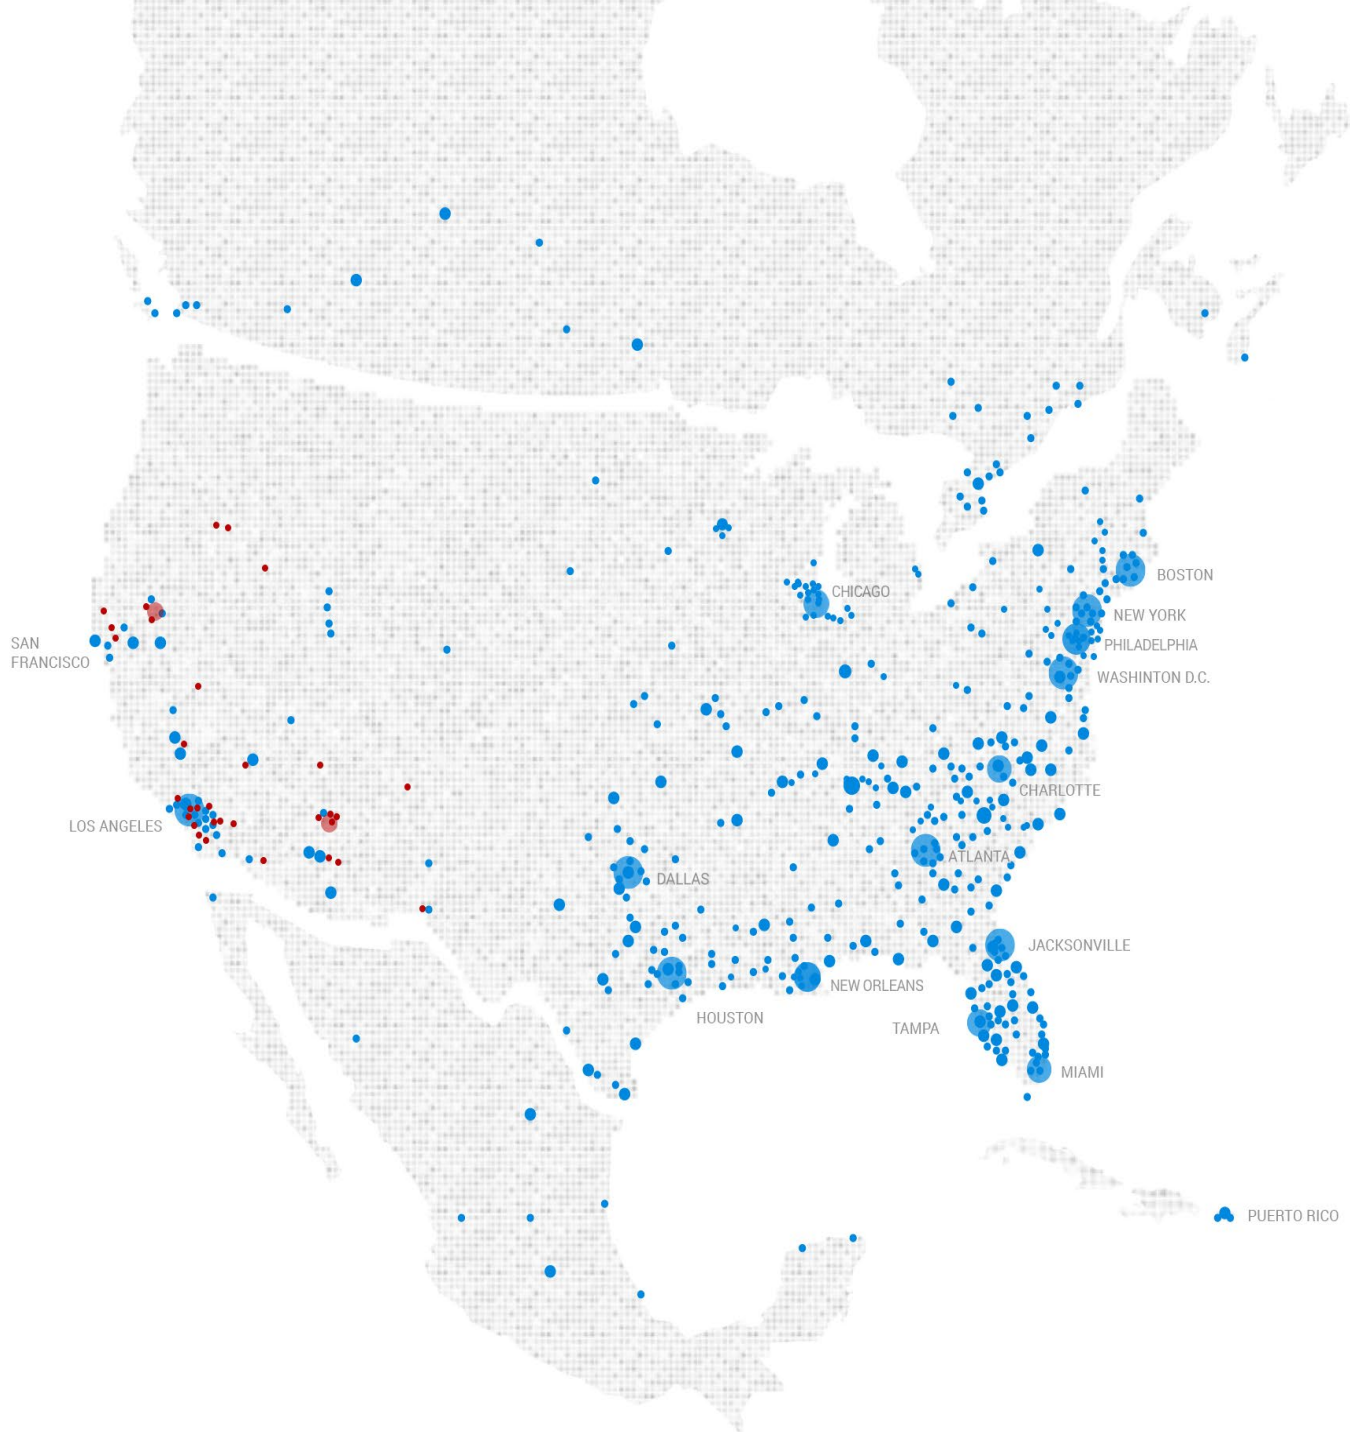 BOSTON
CHICAGO
NEW YORK
PHILADELPHIA
SAN
FRANCISCO
WASHINTON D.C.
CHARLOTTE
LOS ANGELES
ATLANTA
DALLAS
JACKSONVILLE
NEW ORLEANS
HOUSTON
TAMPA
MIAMI
PUERTO RICO